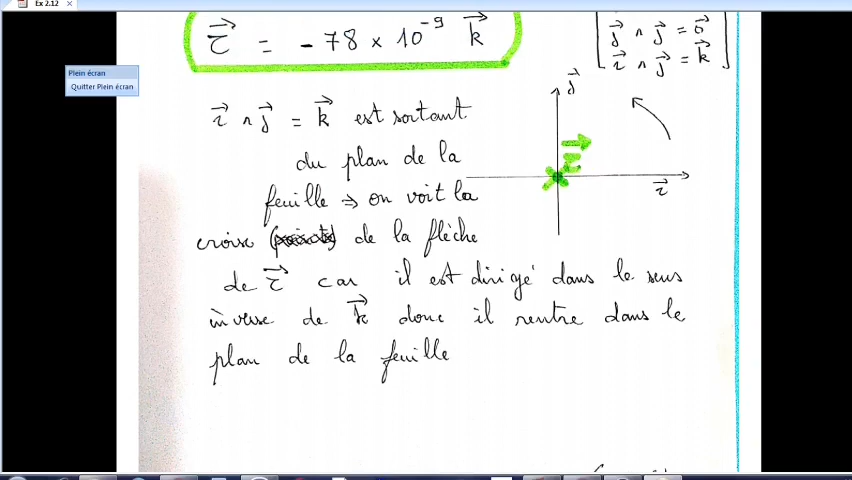 Ex 2.12
τ⃗ = - 78 × 10⁻⁹ k⃗
j⃗ ∧ j⃗ = 0⃗
i⃗ ∧ j⃗ = k⃗
Plein écran
Quitter Plein écran
j⃗
i⃗ ∧ j⃗ = k⃗ est sortant
du plan de la
τ⃗
i⃗
feuille ⇒ on voit la
croise de la flèche
de τ⃗ car il est dirigé dans le sens
inverse de k⃗ donc il rentre dans le
plan de la feuille